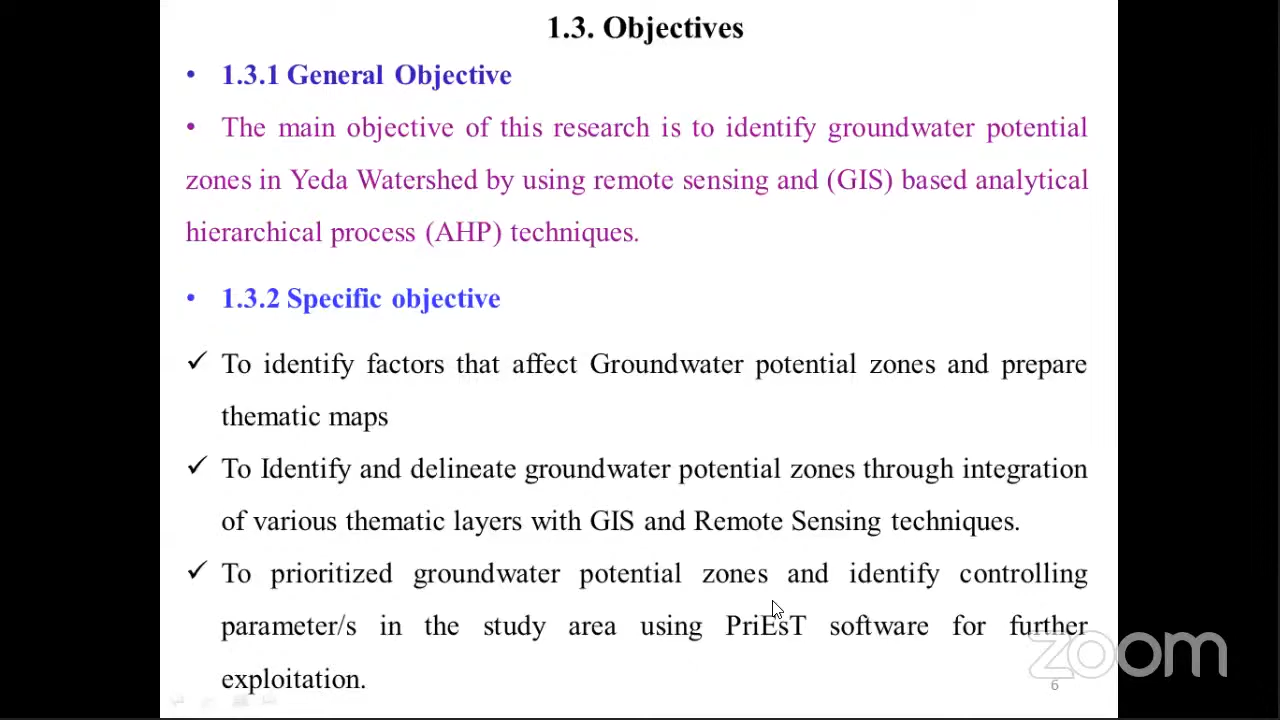 1.3. Objectives
• 1.3.1 General Objective
• The main objective of this research is to identify groundwater potential
zones in Yeda Watershed by using remote sensing and (GIS) based analytical
hierarchical process (AHP) techniques.
• 1.3.2 Specific objective
✓ To identify factors that affect Groundwater potential zones and prepare
thematic maps
✓ To Identify and delineate groundwater potential zones through integration
of various thematic layers with GIS and Remote Sensing techniques.
✓ To prioritized groundwater potential zones and identify controlling
parameter/s in the study area using PriEsT software for further
exploitation.
zoom
6